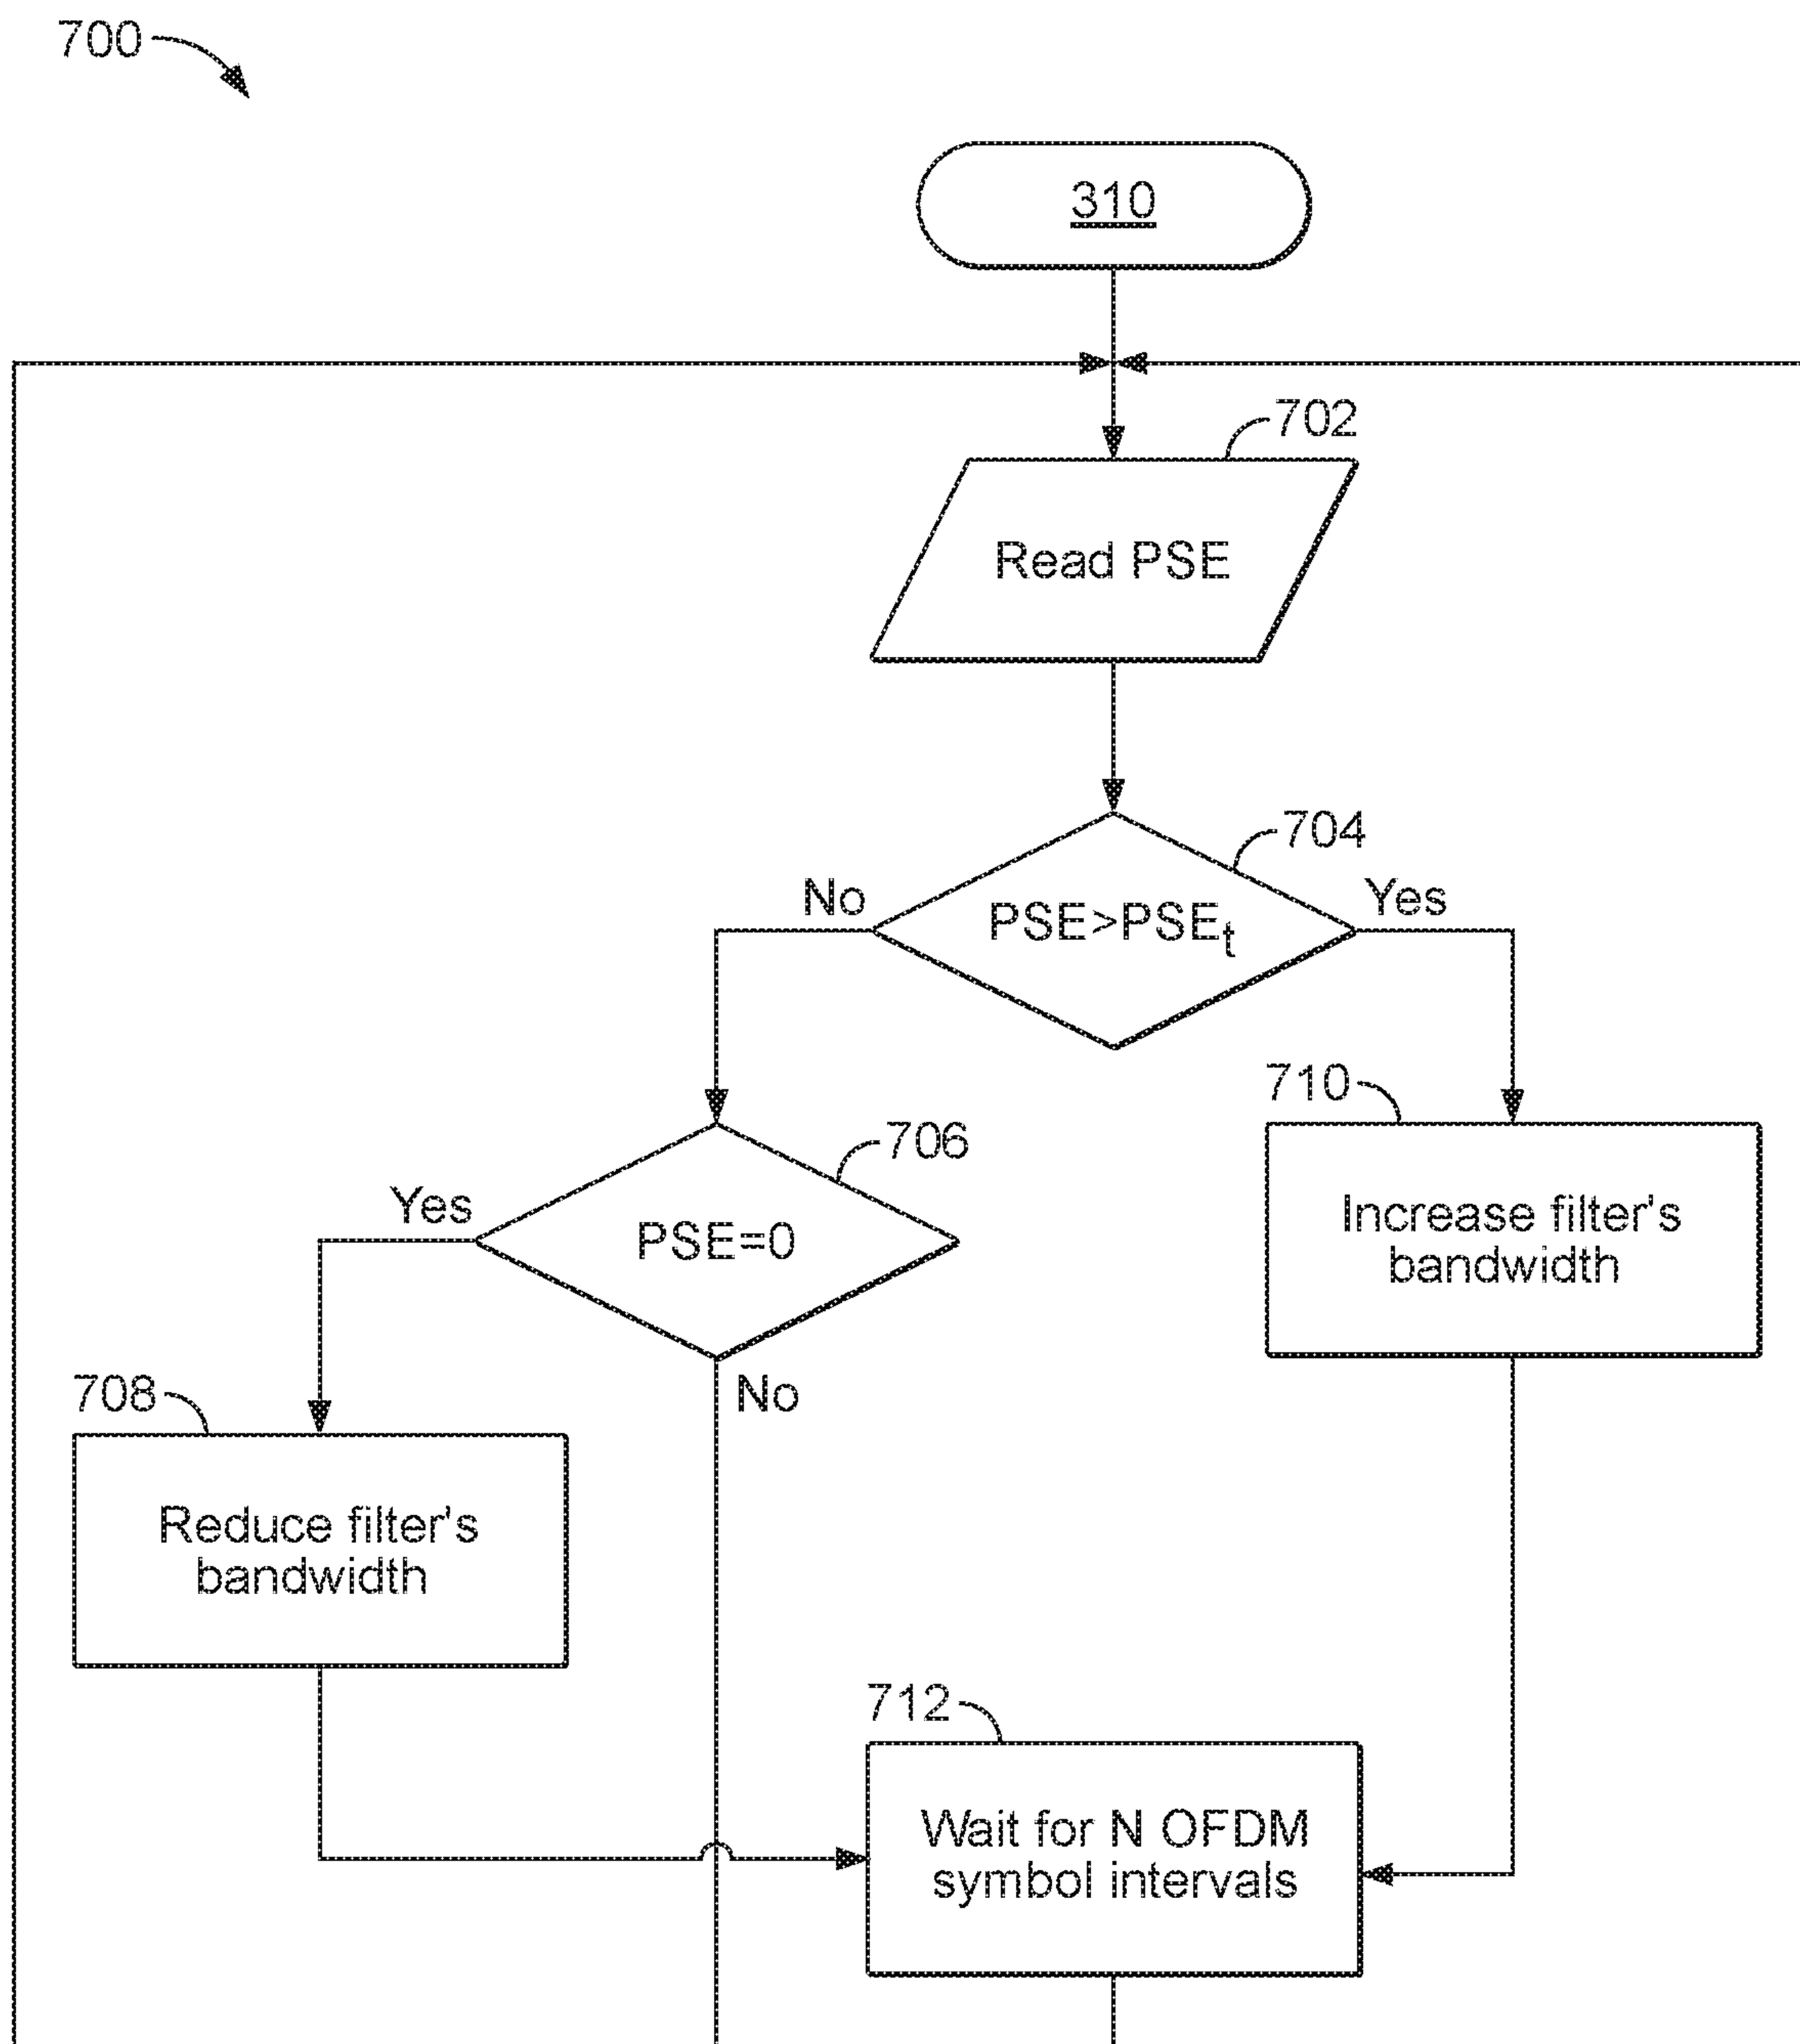 700
310
702
Read PSE
704
No
PSE>PSEt
Yes
710
706
Yes
PSE=0
Increase filter's
bandwidth
708
No
Reduce filter's
bandwidth
712
Wait for N OFDM
symbol intervals